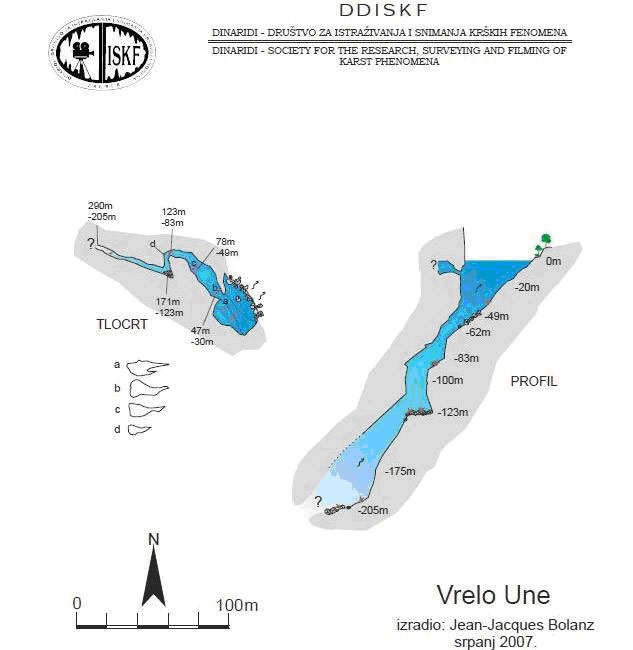 DDISKF
DINARIDI - DRUŠTVO ZA ISTRAŽIVANJA I SNIMANJA KRŠKIH FENOMENA
DINARIDI - SOCIETY FOR THE RESEARCH, SURVEYING AND FILMING OF
KARST PHENOMENA
DISKF
290m
-205m
?
d
123m
-83m
c
78m
-49m
b
a
171m
-123m
47m
-30m
TLOCRT
a
b
c
d
?
0m
-20m
-49m
-62m
-83m
-100m
-123m
-175m
?
-205m
PROFIL
N
0
100m
Vrelo Une
izradio: Jean-Jacques Bolanz
srpanj 2007.